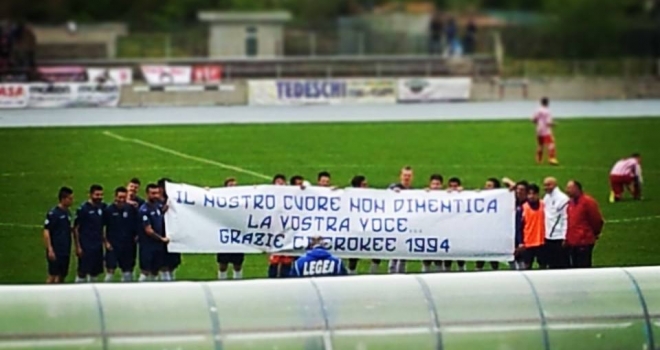 TEDESCHI
IL NOSTRO CUORE NON DIMENTICA
LA VOSTRA VOCE...
GRAZIE CHEROKEE 1994
LEGEA